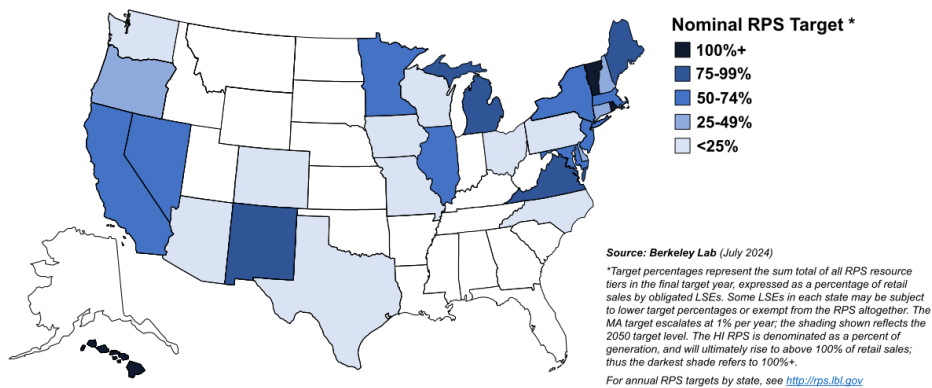 Nominal RPS Target *
100%+
75-99%
50-74%
25-49%
<25%
Source: Berkeley Lab (July 2024)
*Target percentages represent the sum total of all RPS resource
tiers in the final target year, expressed as a percentage of retail
sales by obligated LSEs. Some LSEs in each state may be subject
to lower target percentages or exempt from the RPS altogether. The
MA target escalates at 1% per year; the shading shown reflects the
2050 target level. The HI RPS is denominated as a percent of
generation, and will ultimately rise to above 100% of retail sales;
thus the darkest shade refers to 100%+.
For annual RPS targets by state, see http://rps.lbl.gov